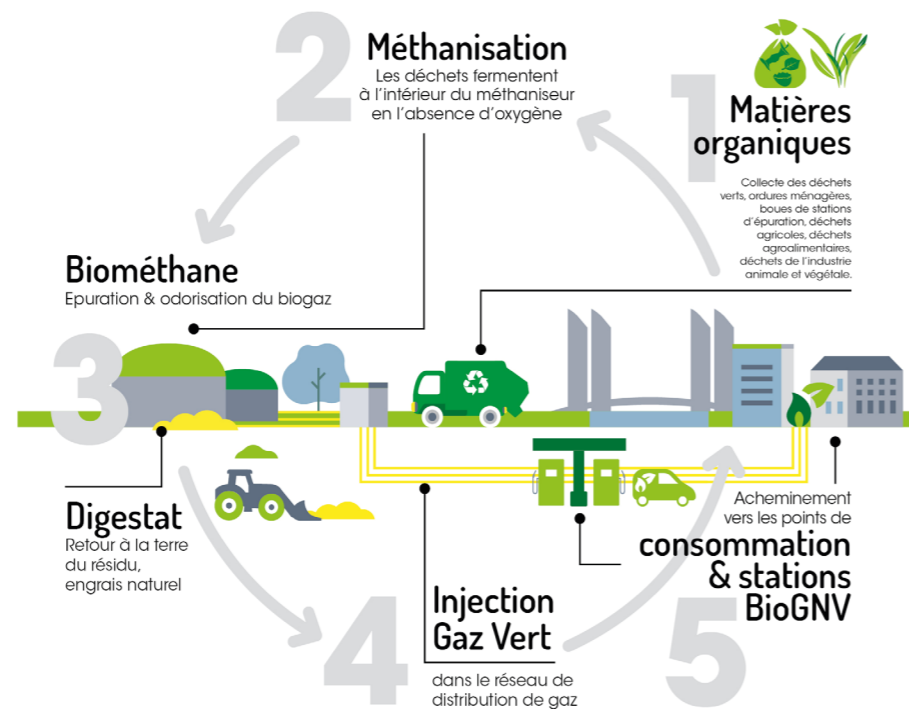 1
Matières
organiques
Collecte des déchets
verts, ordures ménagères,
boues de stations
d'épuration, déchets
agricoles, déchets
agroalimentaires,
déchets de l'industrie
animale et végétale.
2
Méthanisation
Les déchets fermentent
à l'intérieur du méthaniseur
en l'absence d'oxygène
3
Biométhane
Epuration & odorisation du biogaz
Digestat
Retour à la terre
du résidu,
engrais naturel
4
Injection
Gaz Vert
dans le réseau de
distribution de gaz
5
Acheminement
vers les points de
consommation
& stations
BioGNV